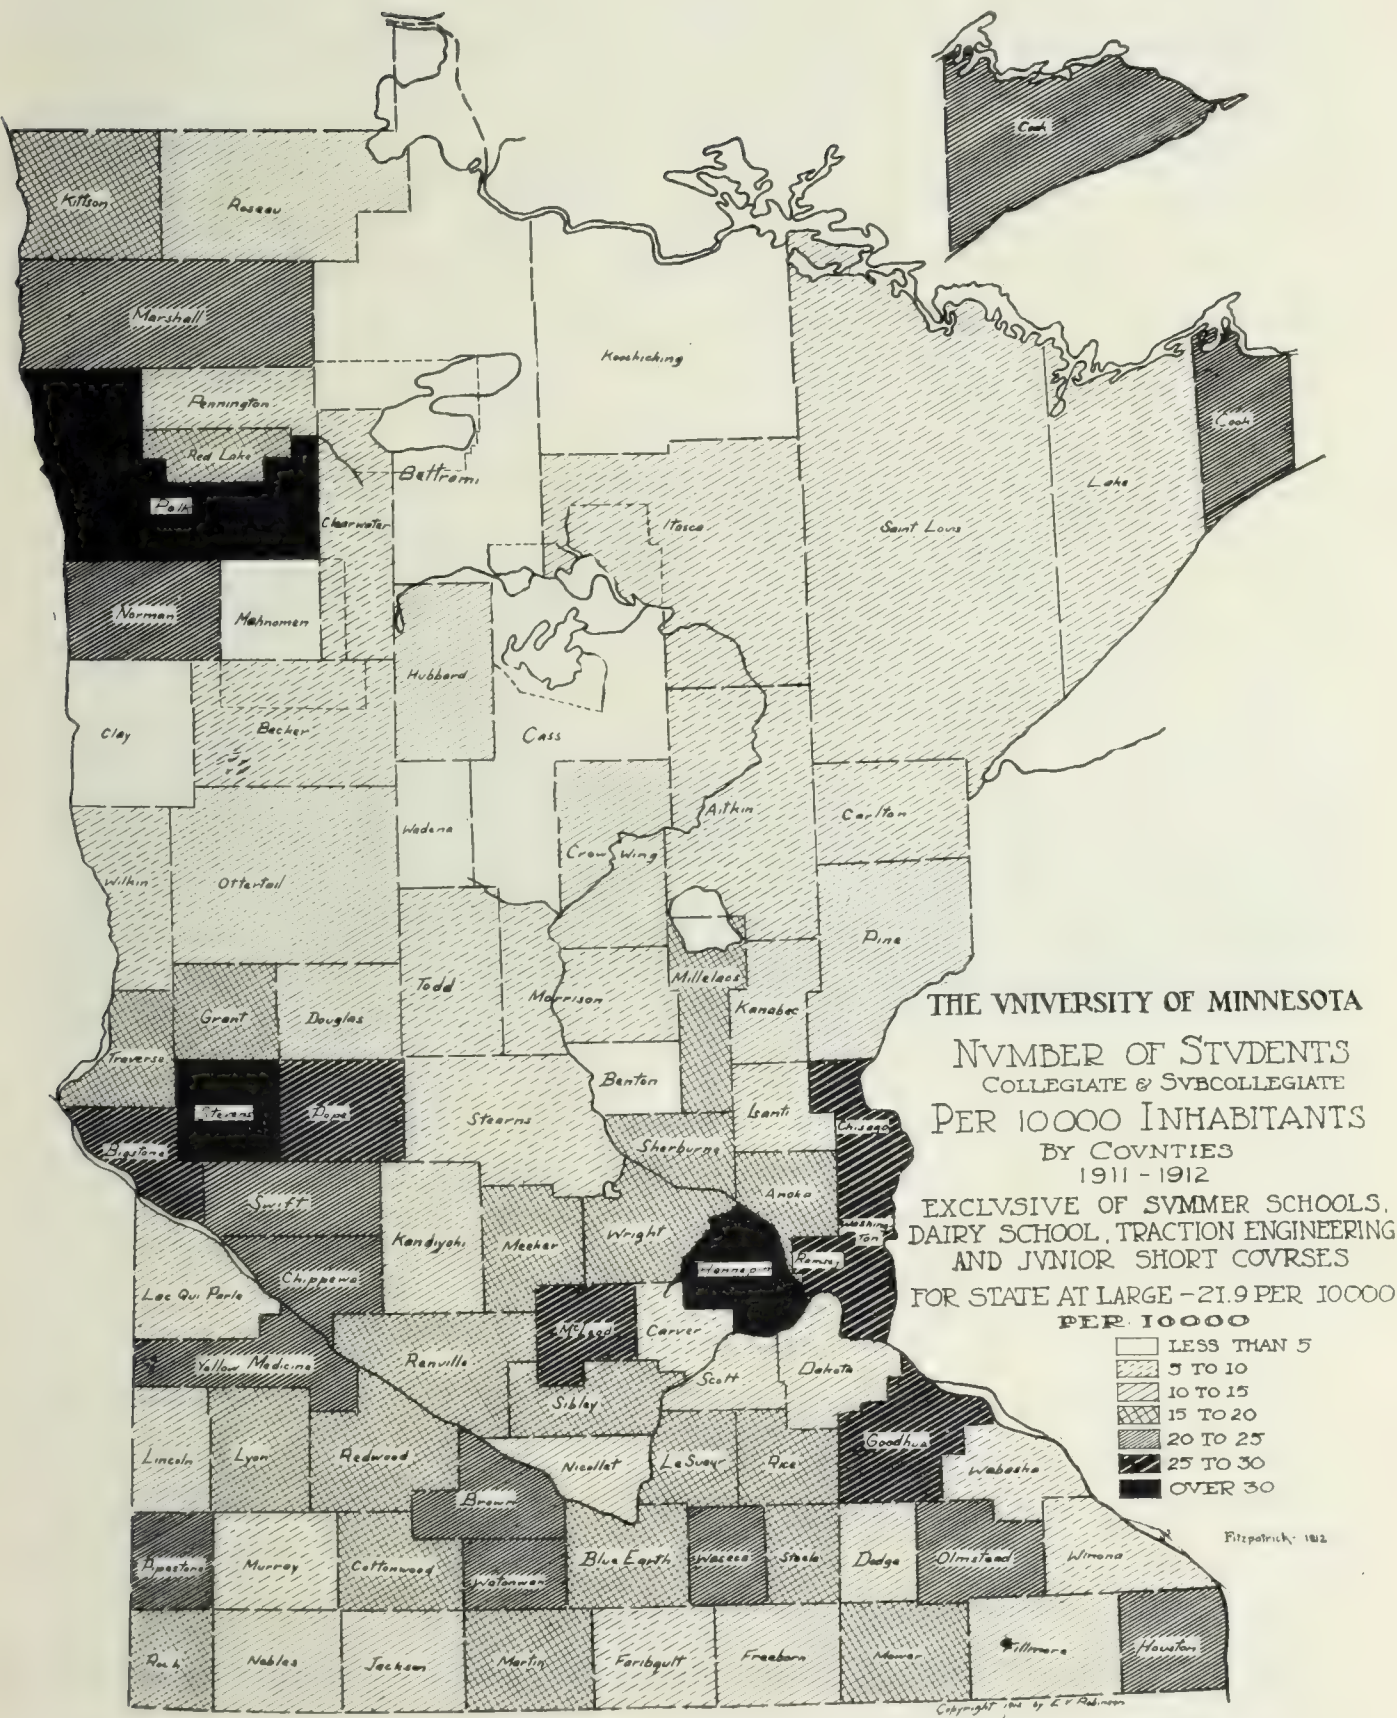 Cook
Kittson
Roseau
Marshall
Koochiching
Pennington
Cook
Red Lake
Beltrami
Lake
Polk
Clearwater
Itasca
Saint Louis
Norman
Mahnomen
Hubbard
Clay
Becker
Cass
Aitkin
Carlton
Wadena
Crow Wing
Wilkin
Ottertail
Pine
Millelacs
Todd
Morrison
Kanabec
THE VNIVERSITY OF MINNESOTA
NVMBER OF STVDENTS
COLLEGIATE & SVBCOLLEGIATE
PER 10000 INHABITANTS
BY COVNTIES
1911 - 1912
EXCLVSIVE OF SVMMER SCHOOLS,
DAIRY SCHOOL, TRACTION ENGINEERING
AND JVNIOR SHORT COVRSES
FOR STATE AT LARGE - 21.9 PER 10000
PER 10000
LESS THAN 5
5 TO 10
10 TO 15
15 TO 20
20 TO 25
25 TO 30
OVER 30
Grant
Douglas
Traverse
Benton
Stevens
Pope
Stearns
Isanti
Chisago
Bigstone
Sherburne
Swift
Anoka
Kandiyohi
Meeker
Wright
Washing
ton
Ramsey
Hennepin
Chippewa
Lac Qui Parle
McLeod
Carver
Yellow Medicine
Renville
Scott
Dakota
Sibley
Goodhue
Lincoln
Lyon
Redwood
Nicollet
LeSueur
Rice
Wabasha
Brown
Pipestone
Murray
Cottonwood
Watonwan
Blue Earth
Waseca
Steele
Dodge
Olmstead
Winona
Fitzpatrick - 1912
Rock
Nobles
Jackson
Martin
Faribault
Freeborn
Mower
Fillmore
Houston
Copyright 1912 by E V Robinson